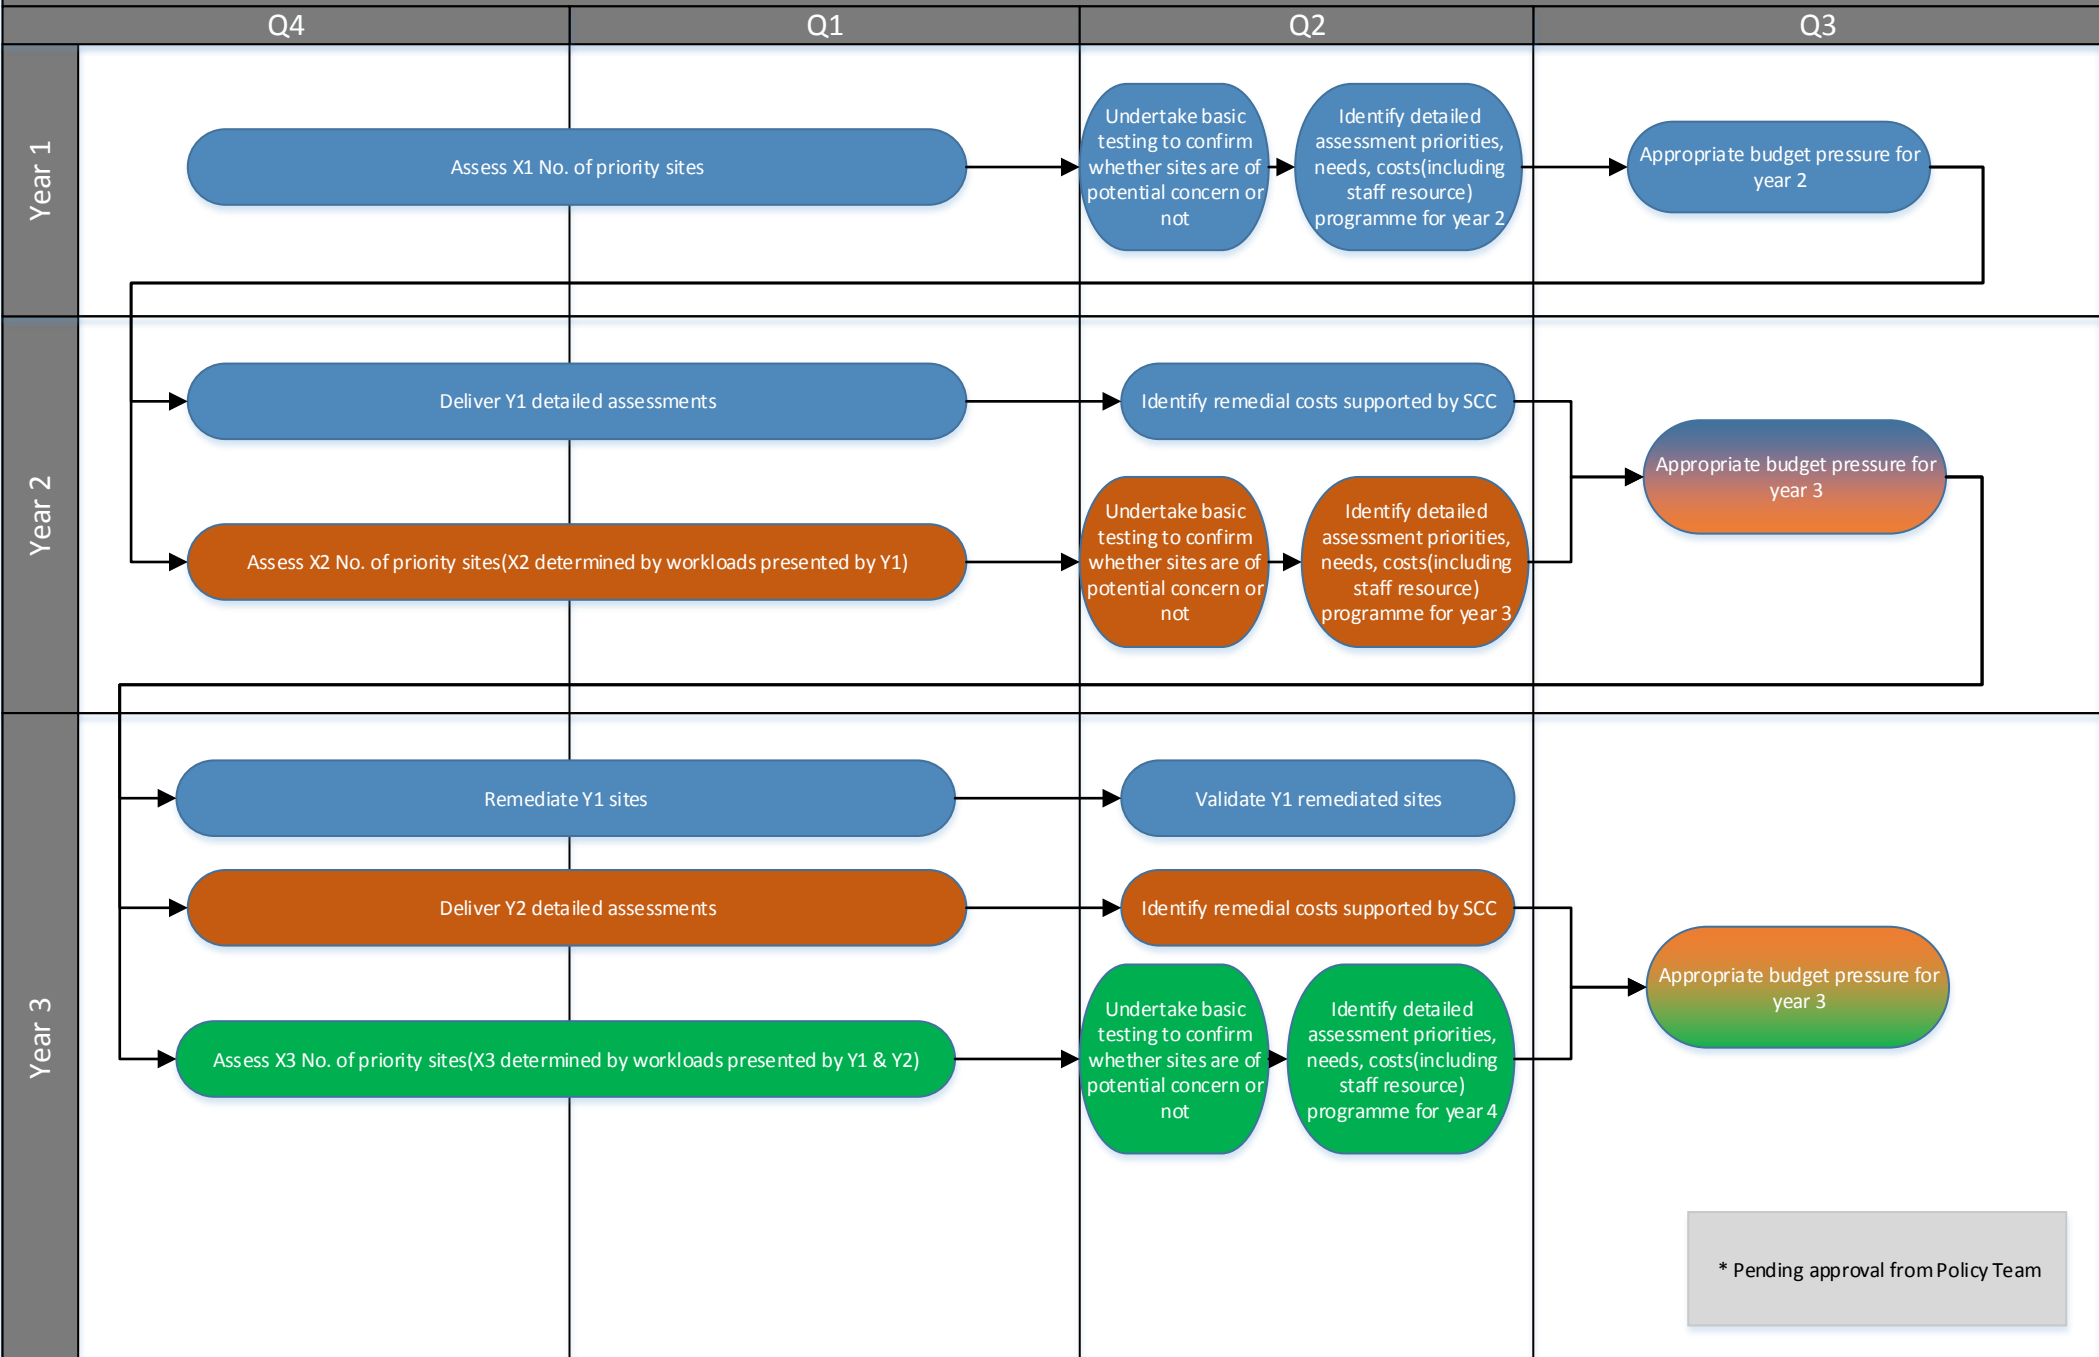 Q4
Q1
Q2
Q3
Year 1
Assess X1 No. of priority sites
Undertake basic
testing to confirm
whether sites are of
potential concern or
not
Identify detailed
assessment priorities,
needs, costs(including
staff resource)
programme for year 2
Appropriate budget pressure for
year 2
Year 2
Deliver Y1 detailed assessments
Identify remedial costs supported by SCC
Assess X2 No. of priority sites(X2 determined by workloads presented by Y1)
Undertake basic
testing to confirm
whether sites are of
potential concern or
not
Identify detailed
assessment priorities,
needs, costs(including
staff resource)
programme for year 3
Appropriate budget pressure for
year 3
Year 3
Remediate Y1 sites
Validate Y1 remediated sites
Deliver Y2 detailed assessments
Identify remedial costs supported by SCC
Assess X3 No. of priority sites(X3 determined by workloads presented by Y1 & Y2)
Undertake basic
testing to confirm
whether sites are of
potential concern or
not
Identify detailed
assessment priorities,
needs, costs(including
staff resource)
programme for year 4
Appropriate budget pressure for
year 3
* Pending approval from Policy Team